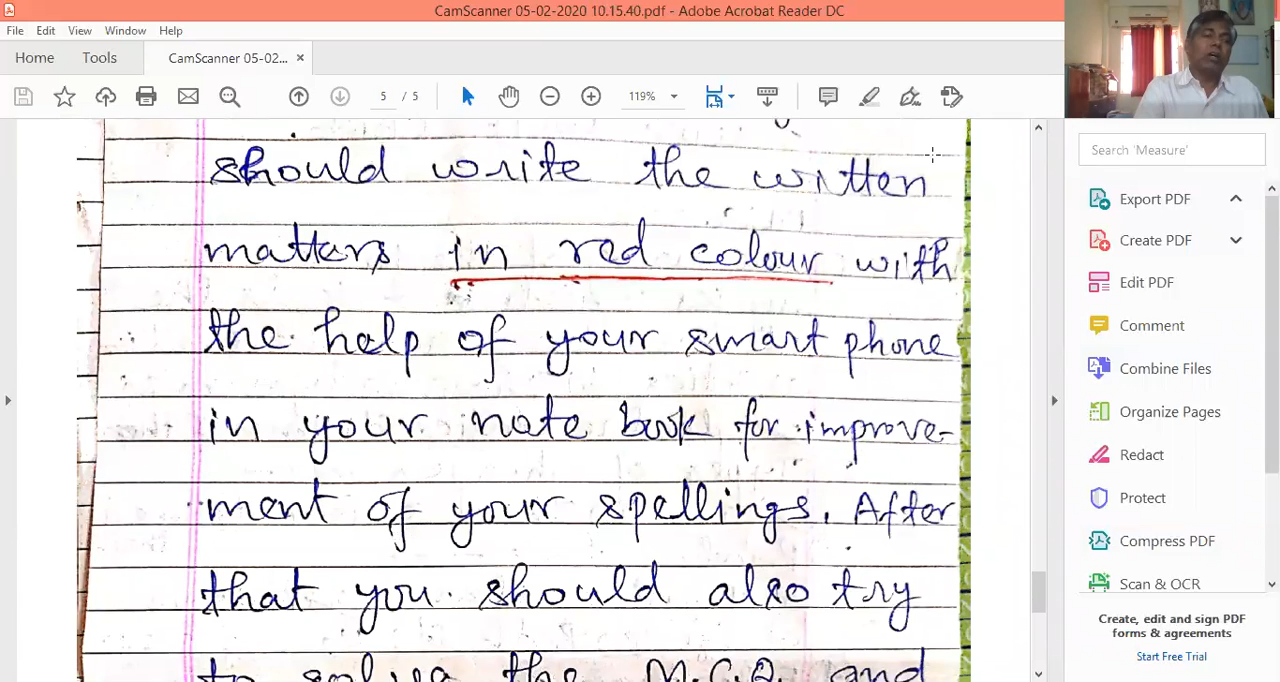 CamScanner 05-02-2020 10.15.40.pdf - Adobe Acrobat Reader DC
File Edit View Window Help
Home Tools CamScanner 05-02... ×
5 / 5 119%
Search 'Measure'
should write the written
matters in red colour with
the help of your smart phone
in your note book for improve-
ment of your spellings. After
that you should also try
to solve the M.C.Q. and
Export PDF
Create PDF
Edit PDF
Comment
Combine Files
Organize Pages
Redact
Protect
Compress PDF
Scan & OCR
Create, edit and sign PDF
forms & agreements
Start Free Trial